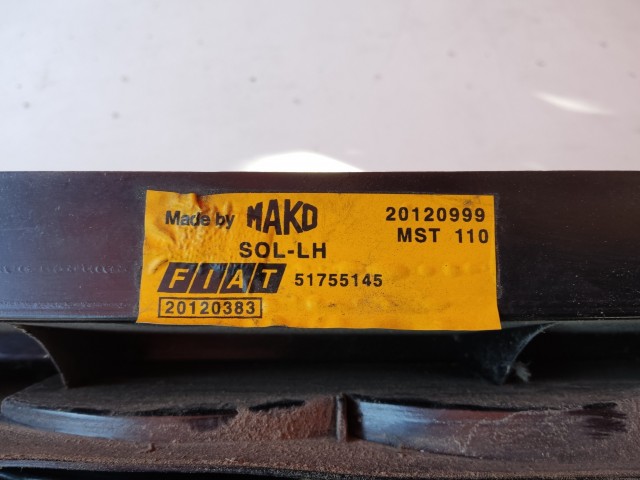 Made by MAKO 20120999
SOL-LH MST 110
FIAT 51755145
20120383